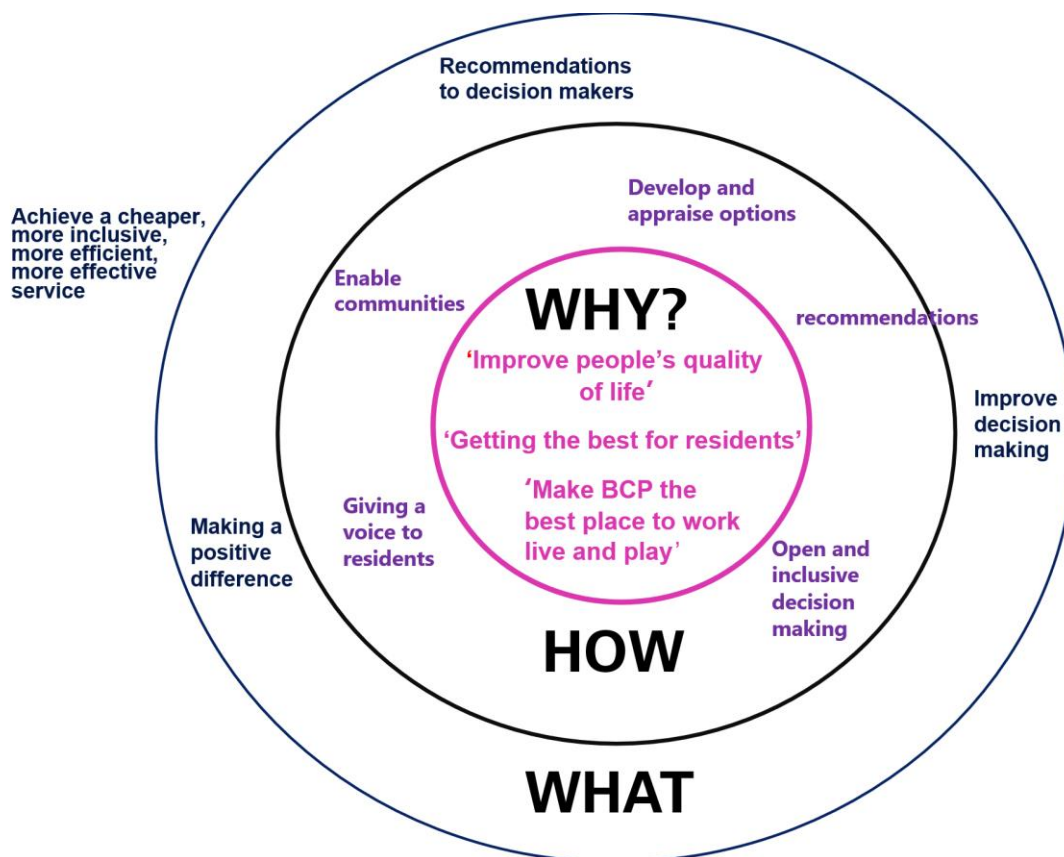 Recommendations
to decision makers
Develop and
appraise options
Achieve a cheaper,
more inclusive,
more efficient,
more effective
service
Enable
communities
WHY?
recommendations
‘Improve people’s quality
of life’
Improve
decision
making
‘Getting the best for residents’
‘Make BCP the
best place to work
live and play’
Giving a
voice to
residents
Making a
positive
difference
Open and
inclusive
decision
making
HOW
WHAT